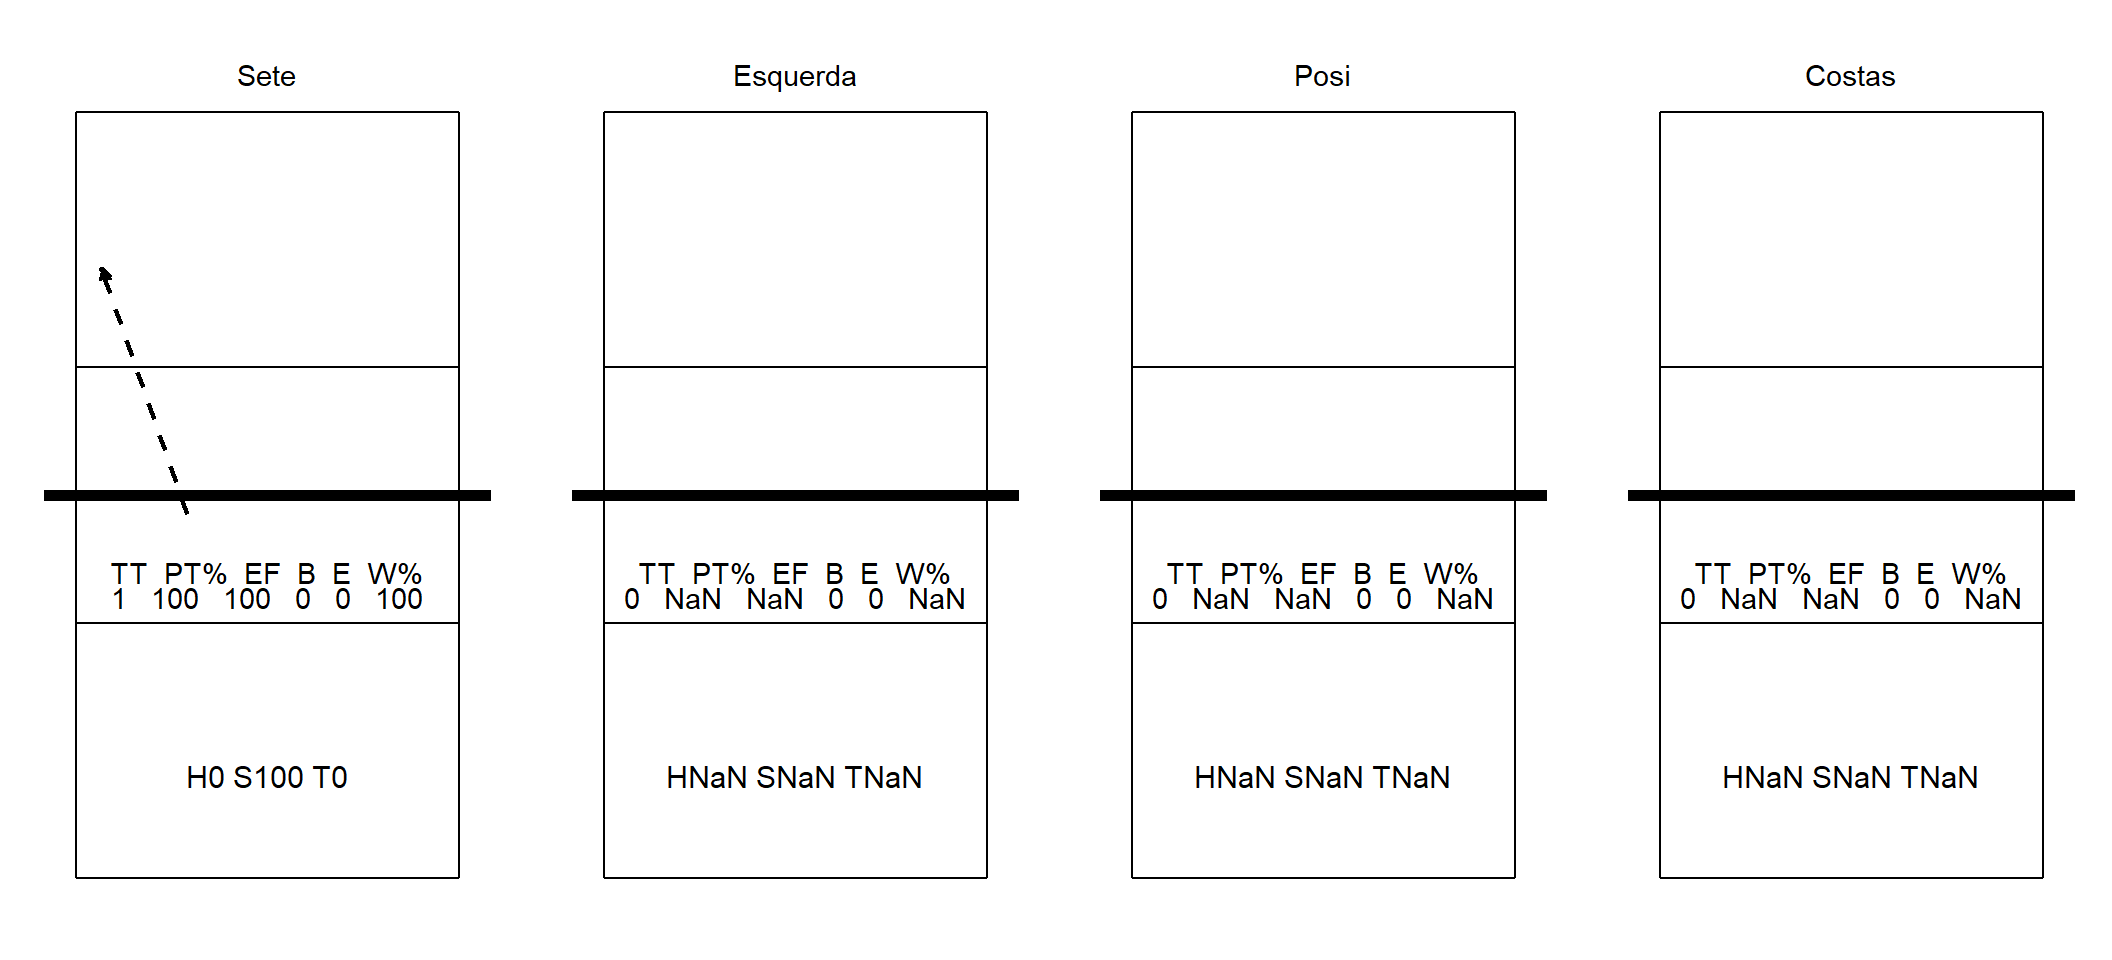 Sete
TT PT% EF B E W%
1 100 100 0 0 100
H0 S100 T0
Esquerda
TT PT% EF B E W%
0 NaN NaN 0 0 NaN
HNaN SNaN TNaN
Posi
TT PT% EF B E W%
0 NaN NaN 0 0 NaN
HNaN SNaN TNaN
Costas
TT PT% EF B E W%
0 NaN NaN 0 0 NaN
HNaN SNaN TNaN